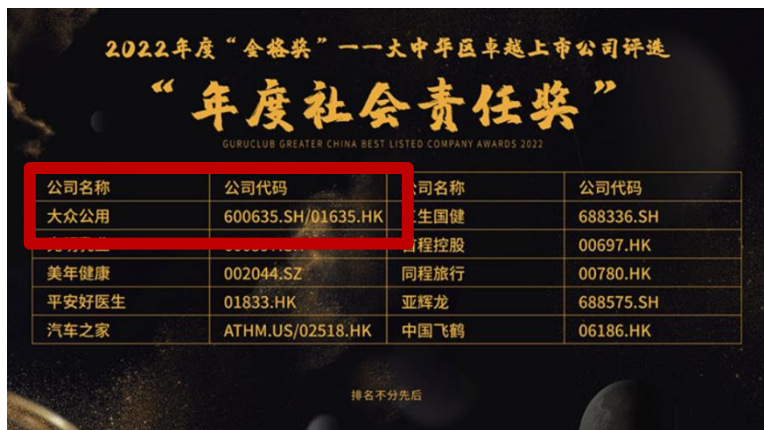 2022年度“金格奖”——大中华区卓越上市公司评选
“年度社会责任奖”
GURUCLUB GREATER CHINA BEST LISTED COMPANY AWARDS 2022
公司名称 公司代码 公司名称 公司代码
大众公用 600635.SH/01635.HK 生国健 688336.SH
首程控股 00697.HK
美年健康 002044.SZ 同程旅行 00780.HK
平安好医生 01833.HK 亚辉龙 688575.SH
汽车之家 ATHM.US/02518.HK 中国飞鹤 06186.HK
排名不分先后